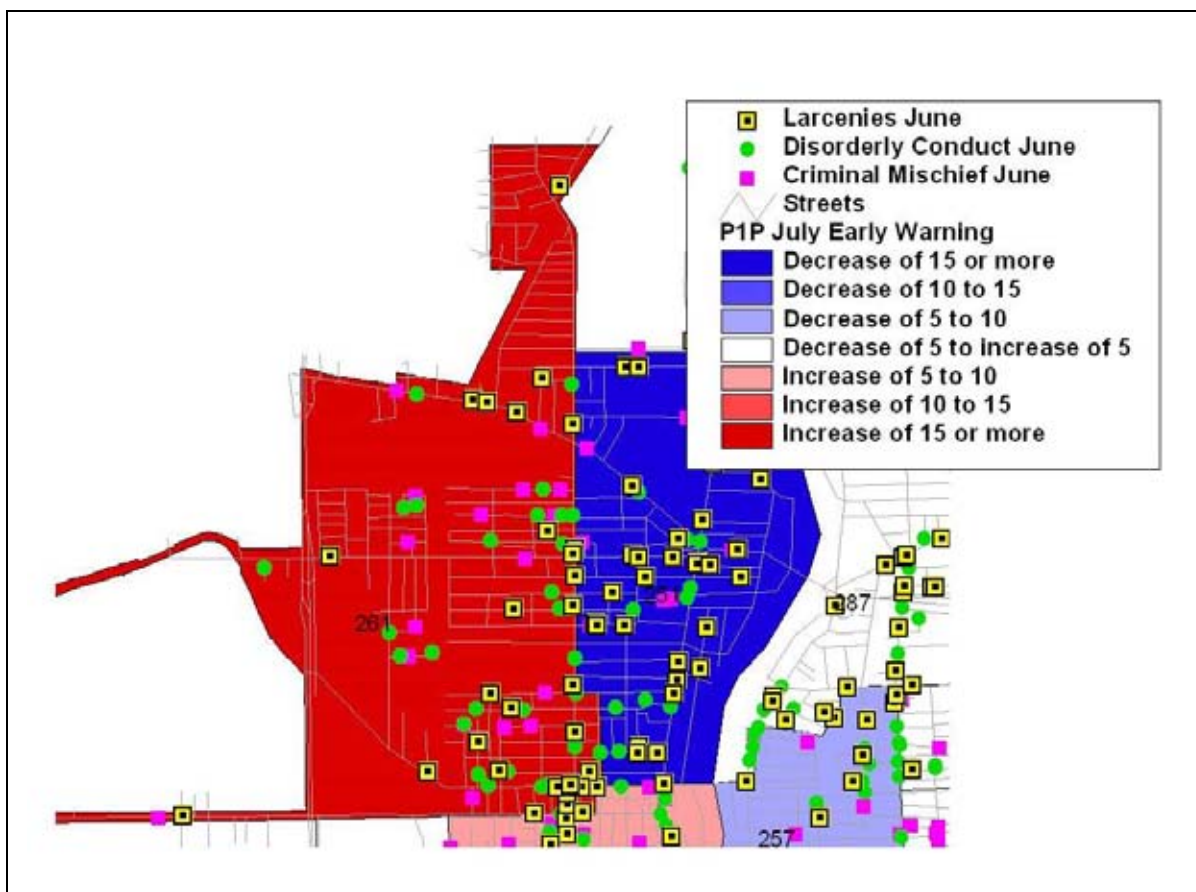 Larcenies June
Disorderly Conduct June
Criminal Mischief June
Streets
P1P July Early Warning
Decrease of 15 or more
Decrease of 10 to 15
Decrease of 5 to 10
Decrease of 5 to increase of 5
Increase of 5 to 10
Increase of 10 to 15
Increase of 15 or more
287
261
257